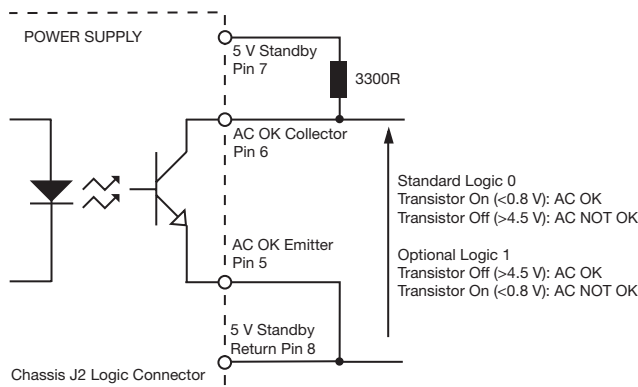 POWER SUPPLY
5 V Standby
Pin 7
3300R
AC OK Collector
Pin 6
Standard Logic 0
Transistor On (<0.8 V): AC OK
Transistor Off (>4.5 V): AC NOT OK
Optional Logic 1
Transistor Off (>4.5 V): AC OK
Transistor On (<0.8 V): AC NOT OK
AC OK Emitter
Pin 5
5 V Standby
Return Pin 8
Chassis J2 Logic Connector